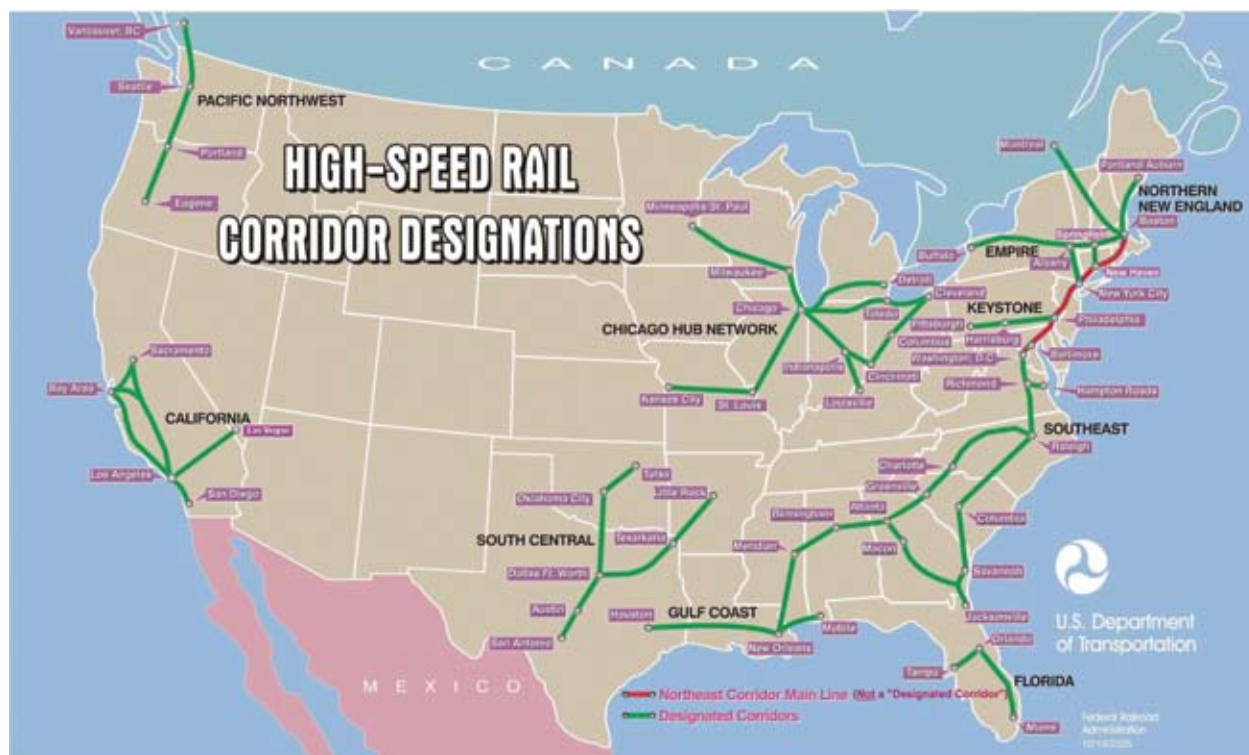 Vancouver, BC
CANADA
Seattle
PACIFIC NORTHWEST
Portland
Eugene
HIGH-SPEED RAIL
CORRIDOR DESIGNATIONS
Montreal
Portland Auburn
NORTHERN
NEW ENGLAND
Boston
Springfield
EMPIRE
Buffalo
Albany
New Haven
New York City
Minneapolis St. Paul
Milwaukee
Detroit
Cleveland
Chicago
Toledo
CHICAGO HUB NETWORK
KEYSTONE
Pittsburgh
Philadelphia
Harrisburg
Columbus
Washington, D.C.
Baltimore
Indianapolis
Cincinnati
Richmond
Hampton Roads
Kansas City
St. Louis
Sacramento
Bay Area
CALIFORNIA
Las Vegas
Los Angeles
San Diego
SOUTHEAST
Raleigh
Charlotte
Greenville
Tulsa
Oklahoma City
Little Rock
Birmingham
Atlanta
Columbia
SOUTH CENTRAL
Texarkana
Meridian
Macon
Dallas Ft. Worth
Savannah
Austin
Houston
GULF COAST
Mobile
Jacksonville
San Antonio
New Orleans
Orlando
U.S. Department
of Transportation
Tampa
FLORIDA
MEXICO
Northeast Corridor Main Line (Not a "Designated Corridor")
Designated Corridors
Miami
Federal Railroad
Administration